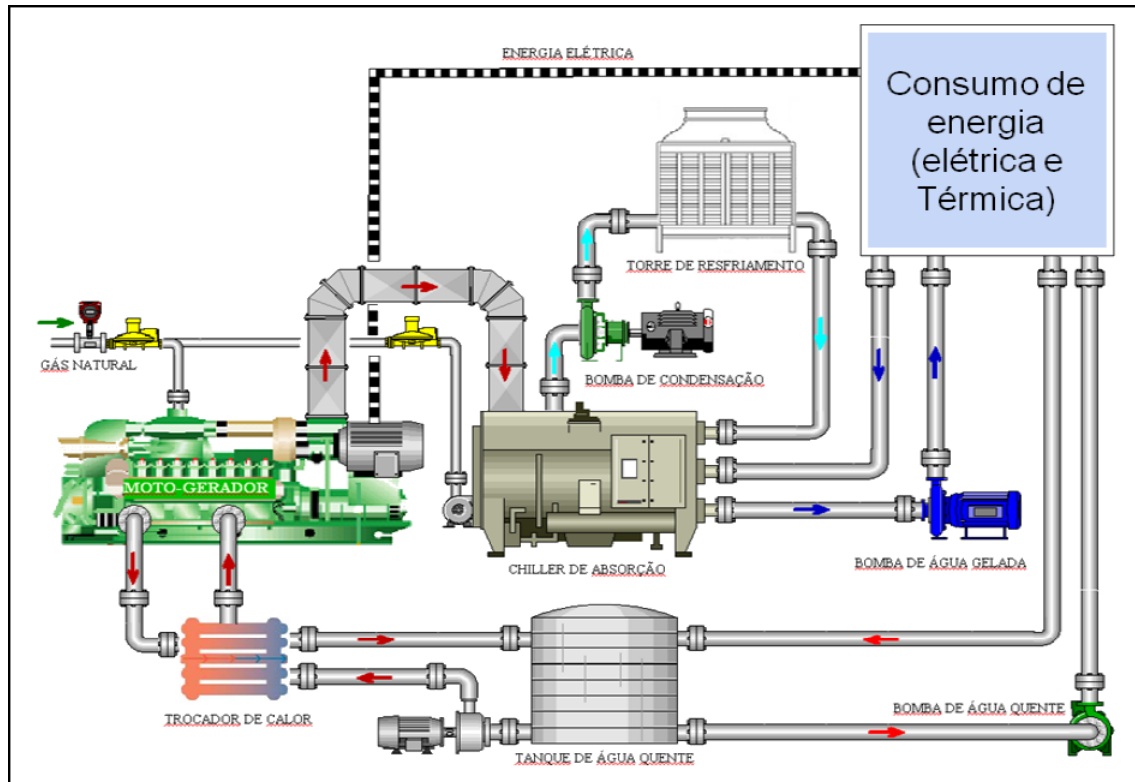 ENERGIA ELÉTRICA
Consumo de
energia
(elétrica e
Térmica)
TORRE DE RESFRIAMENTO
GÁS NATURAL
BOMBA DE CONDENSAÇÃO
MOTO-GERADOR
CHILLER DE ABSORÇÃO
BOMBA DE ÁGUA GELADA
TROCADOR DE CALOR
BOMBA DE ÁGUA QUENTE
TANQUE DE ÁGUA QUENTE